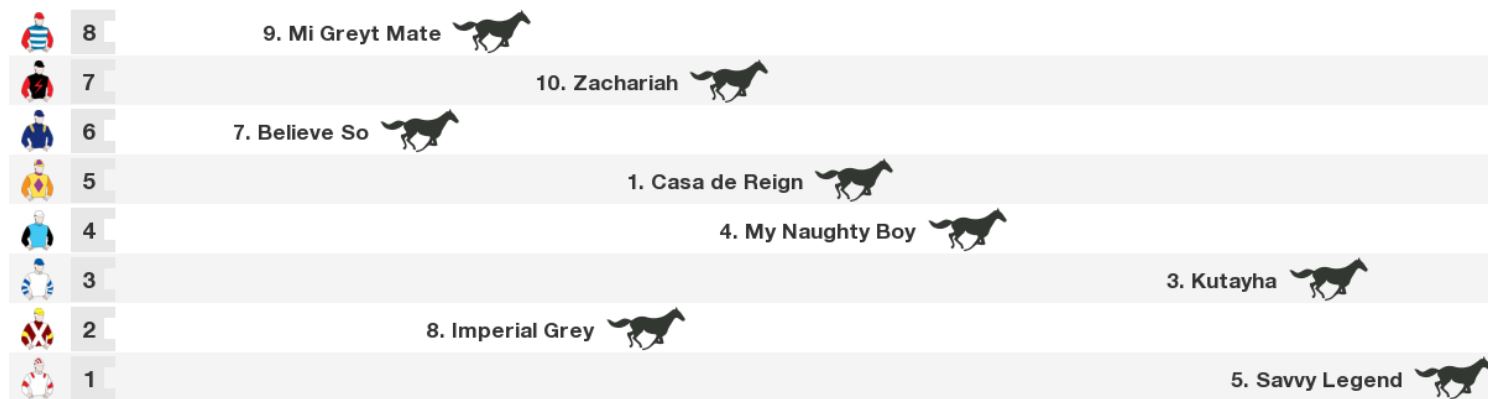 8 9. Mi Greyt Mate
7 10. Zachariah
6 7. Believe So
5 1. Casa de Reign
4 4. My Naughty Boy
3 3. Kutayha
2 8. Imperial Grey
1 5. Savvy Legend